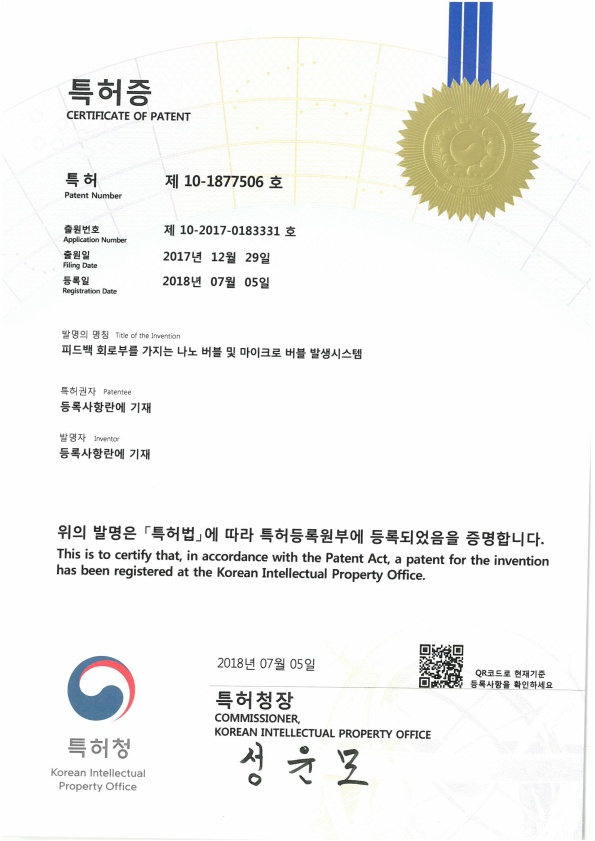 특허증
CERTIFICATE OF PATENT
특 허 제 10-1877506 호
Patent Number
출원번호 제 10-2017-0183331 호
Application Number
출원일 2017년 12월 29일
Filing Date
등록일 2018년 07월 05일
Registration Date
발명의 명칭 Title of the Invention
피드백 회로부를 가지는 나노 버블 및 마이크로 버블 발생시스템
특허권자 Patentee
등록사항란에 기재
발명자 Inventor
등록사항란에 기재
위의 발명은 「특허법」에 따라 특허등록원부에 등록되었음을 증명합니다.
This is to certify that, in accordance with the Patent Act, a patent for the invention
has been registered at the Korean Intellectual Property Office.
2018년 07월 05일
QR코드로 현재기준
등록사항을 확인하세요
특허청장
COMMISSIONER,
KOREAN INTELLECTUAL PROPERTY OFFICE
성윤모
특허청
Korean Intellectual
Property Office